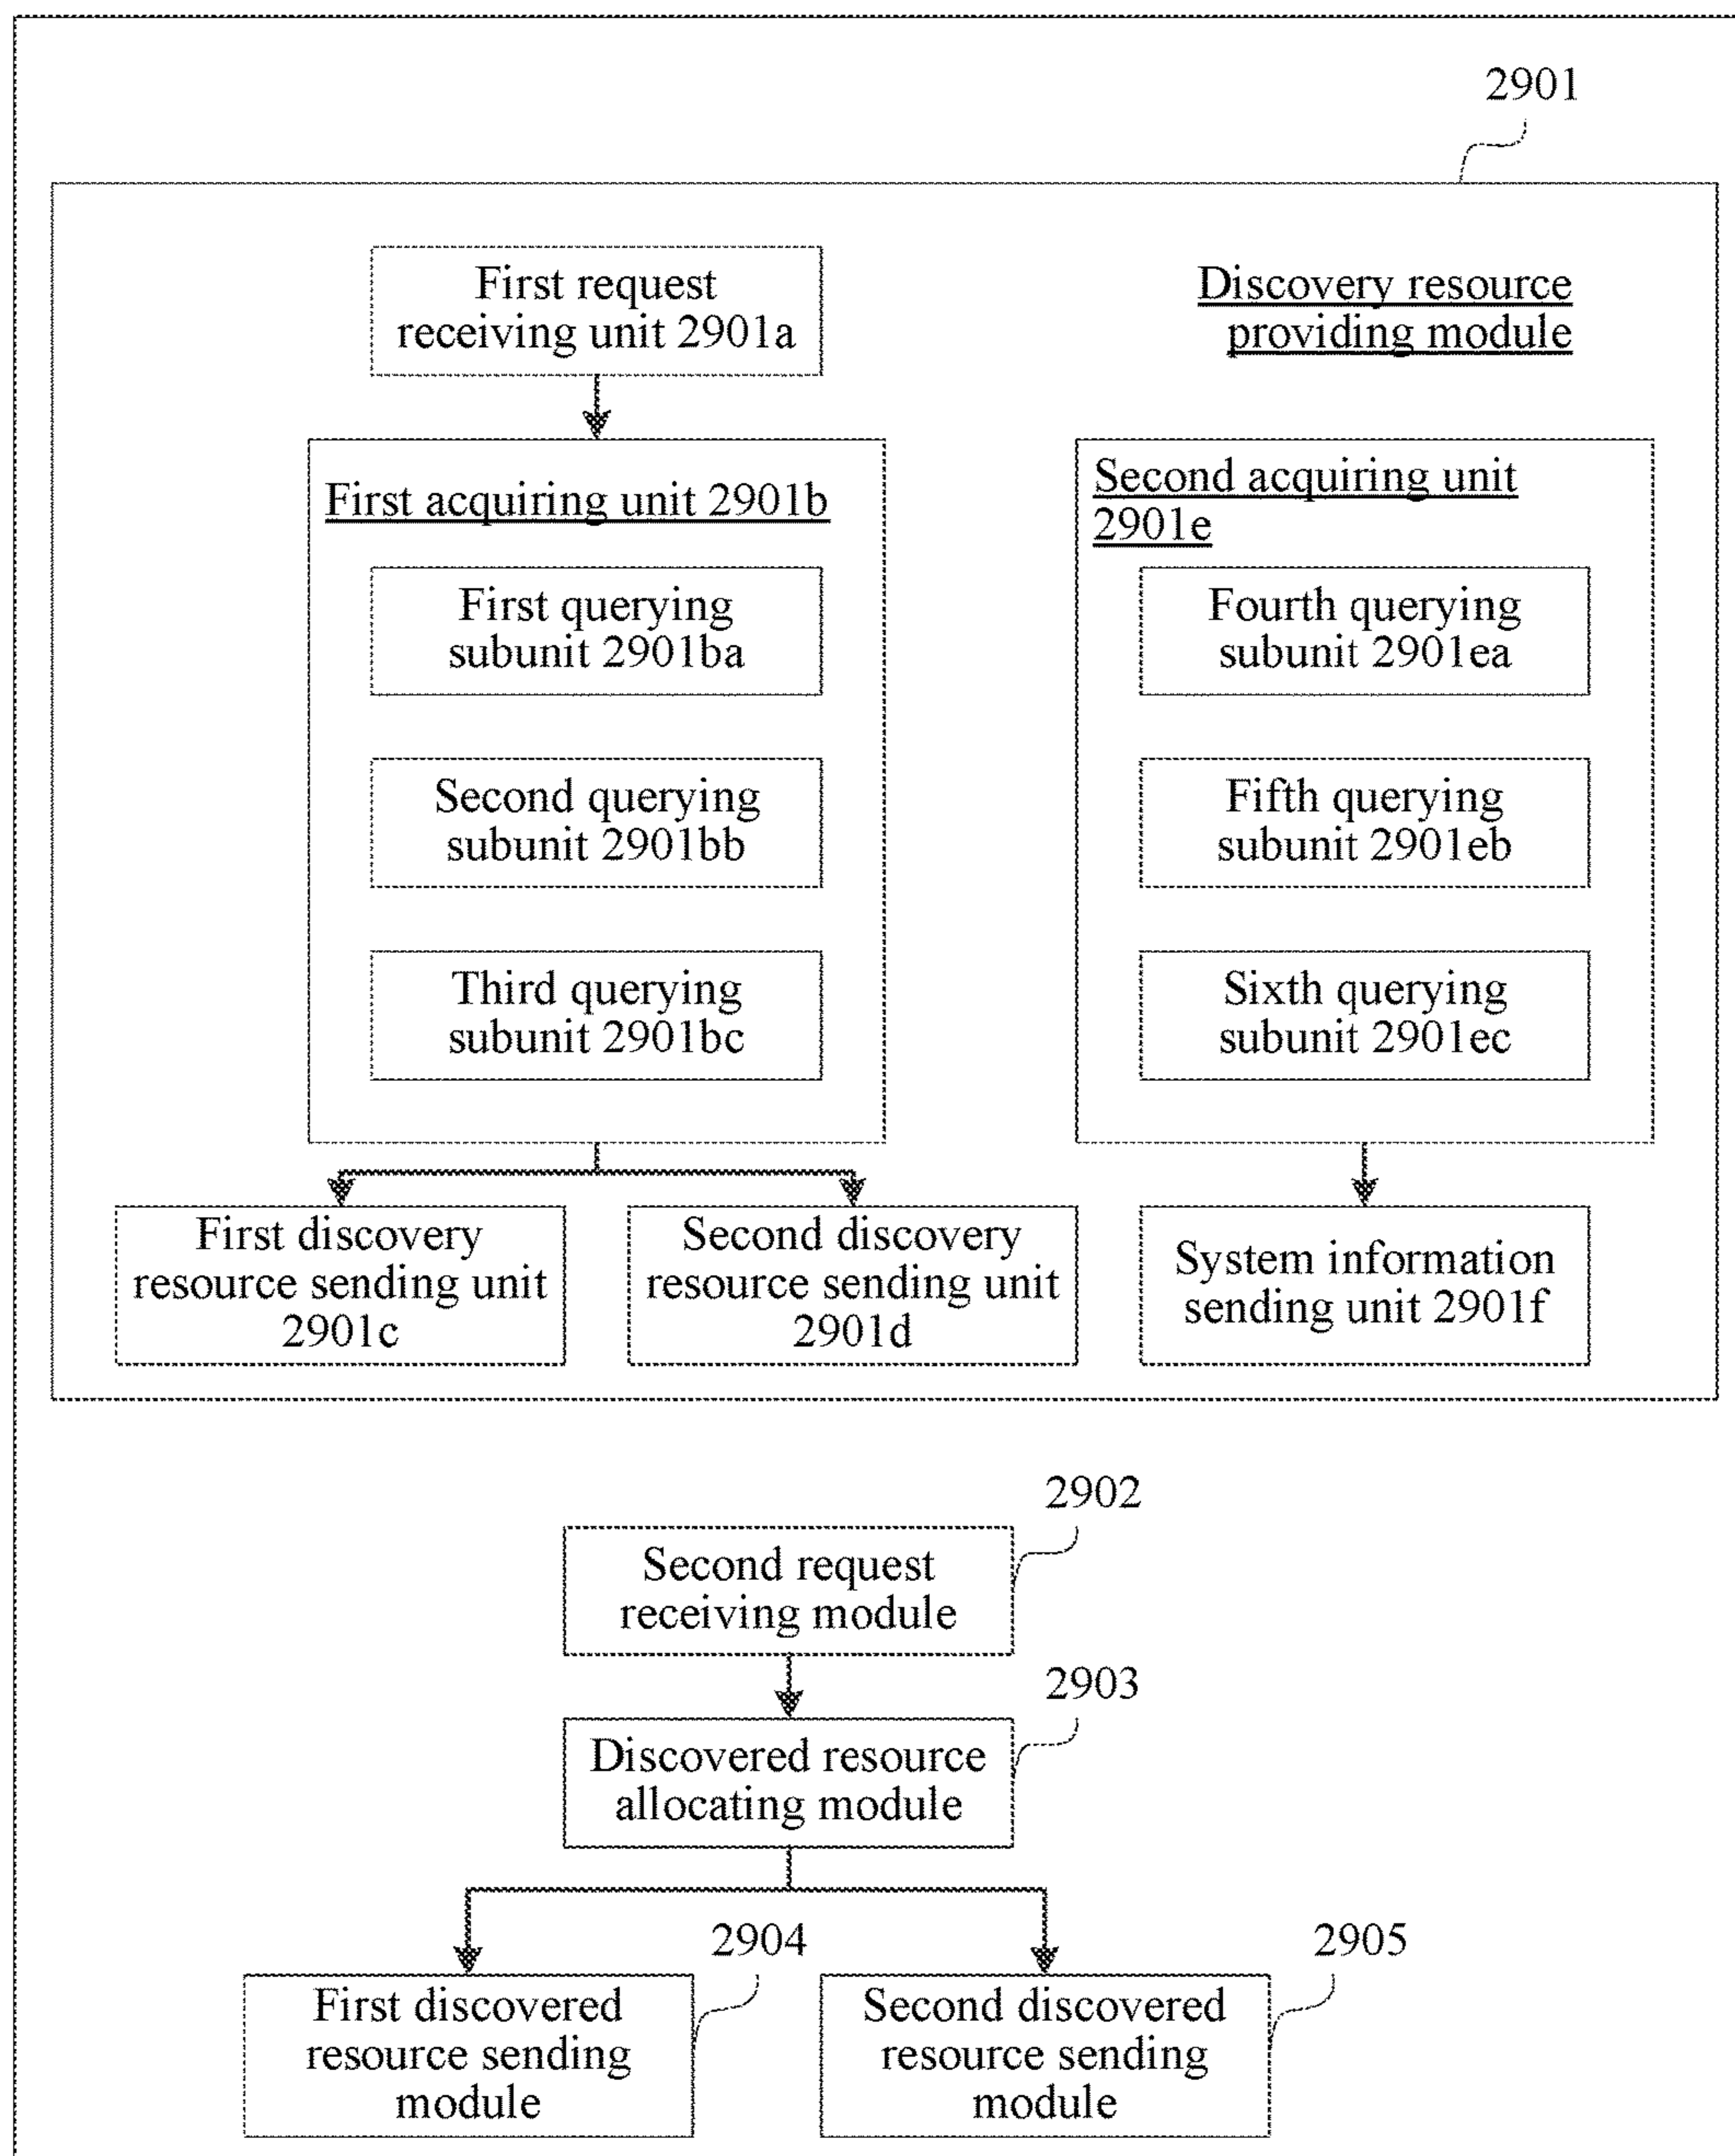 2901
First request
receiving unit 2901a
Discovery resource
providing module
First acquiring unit 2901b
First querying
subunit 2901ba
Second querying
subunit 2901bb
Third querying
subunit 2901bc
Second acquiring unit
2901e
Fourth querying
subunit 2901ea
Fifth querying
subunit 2901eb
Sixth querying
subunit 2901ec
First discovery
resource sending unit
2901c
Second discovery
resource sending unit
2901d
System information
sending unit 2901f
2902
Second request
receiving module
2903
Discovered resource
allocating module
2904
First discovered
resource sending
module
2905
Second discovered
resource sending
module